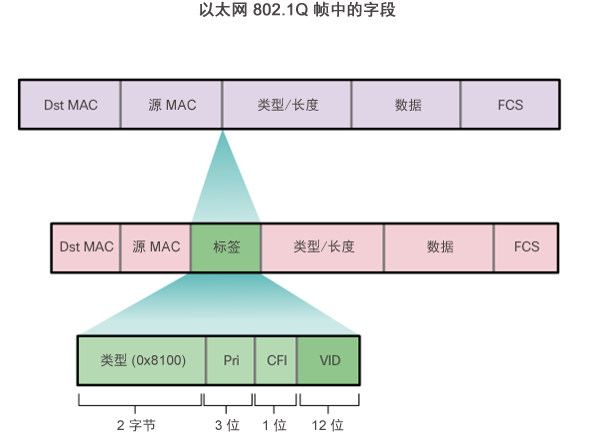 以太网 802.1Q 帧中的字段
Dst MAC 源 MAC 类型/长度 数据 FCS
Dst MAC 源 MAC 标签 类型/长度 数据 FCS
类型 (0x8100) Pri CFI VID
2 字节 3 位 1 位 12 位